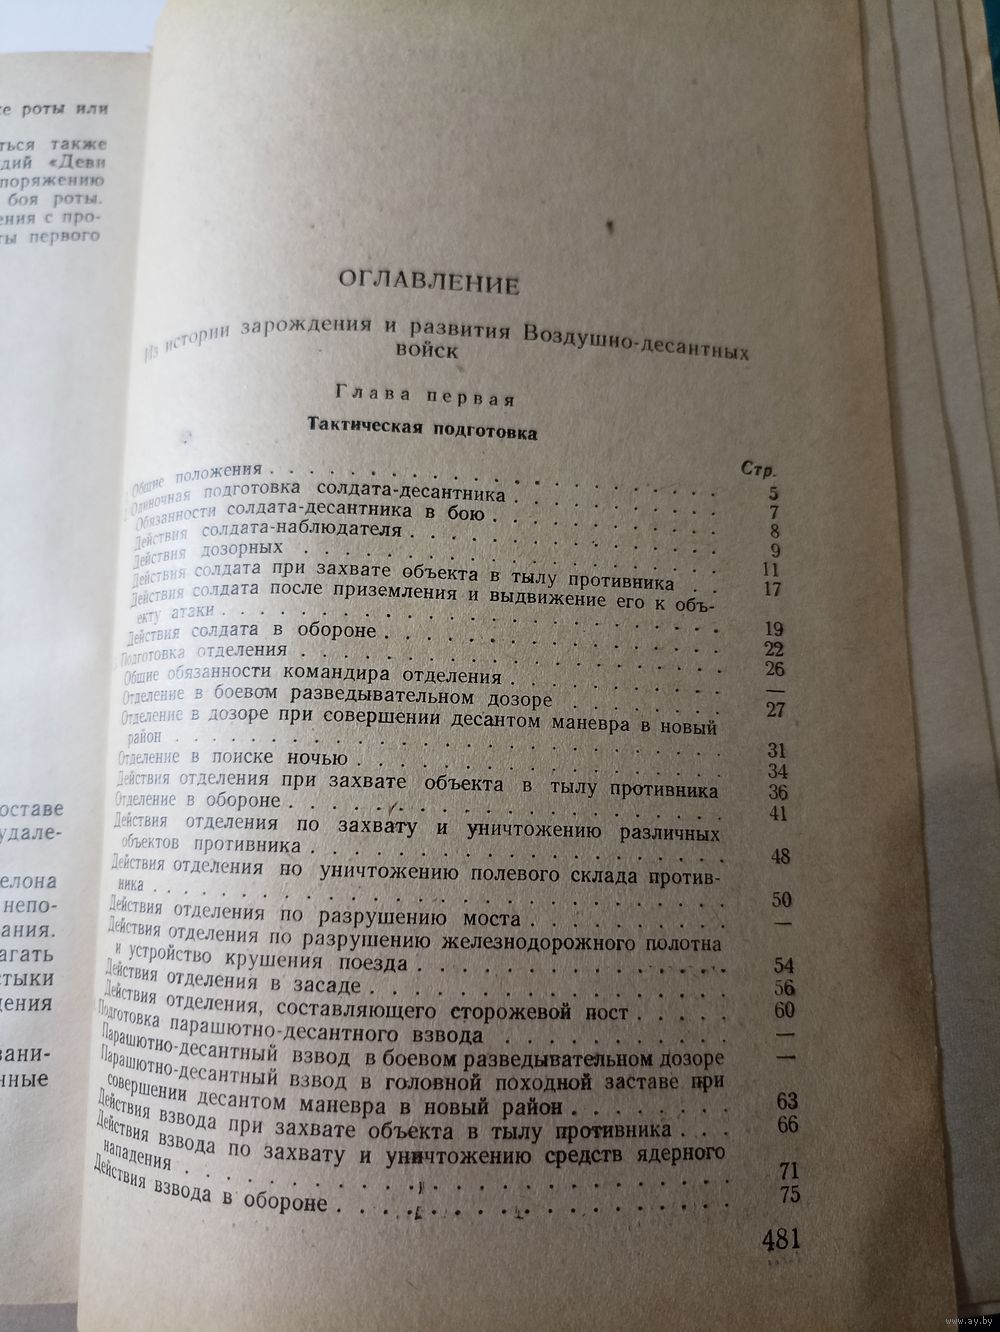 е роты или
ться также
дий «Деви
поряжению
боя роты.
ения с про-
ты первого
оставе
удале-
елона
непо-
ания.
агать
стыки
дения
зани-
нные
ОГЛАВЛЕНИЕ
Из истории зарождения и развития Воздушно-десантных
войск
Глава первая
Тактическая подготовка
Стр.
Общие положения . . . 5
Одиночная подготовка солдата-десантника . . . 7
Обязанности солдата-десантника в бою . . . 8
Действия солдата-наблюдателя . . . 9
Действия дозорных . . . 11
Действия солдата при захвате объекта в тылу противника . . 17
Действия солдата после приземления и выдвижение его к объ-
екту атаки . . . 19
Действия солдата в обороне . . . 22
Подготовка отделения . . . 26
Общие обязанности командира отделения . . . —
Отделение в боевом разведывательном дозоре . . . 27
Отделение в дозоре при совершении десантом маневра в новый
район . . . 31
Отделение в поиске ночью . . . 34
Действия отделения при захвате объекта в тылу противника 36
Отделение в обороне . . . 41
Действия отделения по захвату и уничтожению различных
объектов противника . . . 48
Действия отделения по уничтожению полевого склада против-
ника . . . 50
Действия отделения по разрушению моста . . . —
Действия отделения по разрушению железнодорожного полотна
и устройство крушения поезда . . . 54
Действия отделения в засаде . . . 56
Действия отделения, составляющего сторожевой пост . . . 60
Подготовка парашютно-десантного взвода . . . —
Парашютно-десантный взвод в боевом разведывательном дозоре —
Парашютно-десантный взвод в головной походной заставе при
совершении десантом маневра в новый район . . . 63
Действия взвода при захвате объекта в тылу противника . . . 66
Действия взвода по захвату и уничтожению средств ядерного
нападения . . . 71
Действия взвода в обороне . . . 75
481
www.ay.by